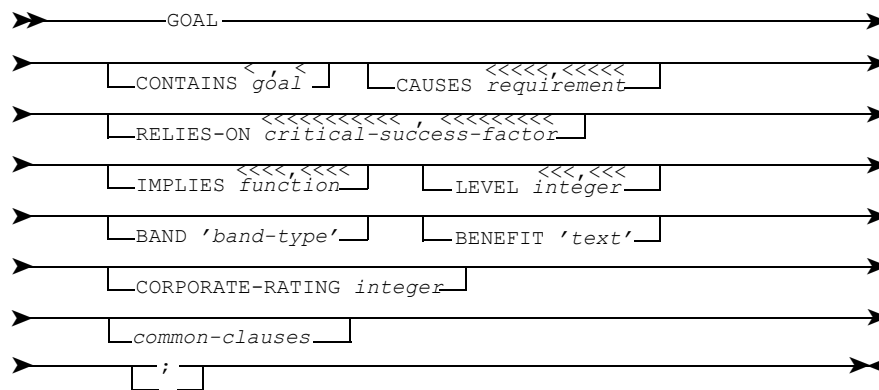 GOAL
< , < <<<<<,<<<<<
CONTAINS goal CAUSES requirement
<<<<<<<<<<< , <<<<<<<<<
RELIES-ON critical-success-factor
<<<<,<<<< <<<,<<<
IMPLIES function LEVEL integer
BAND 'band-type' BENEFIT 'text'
CORPORATE-RATING integer
common-clauses
;